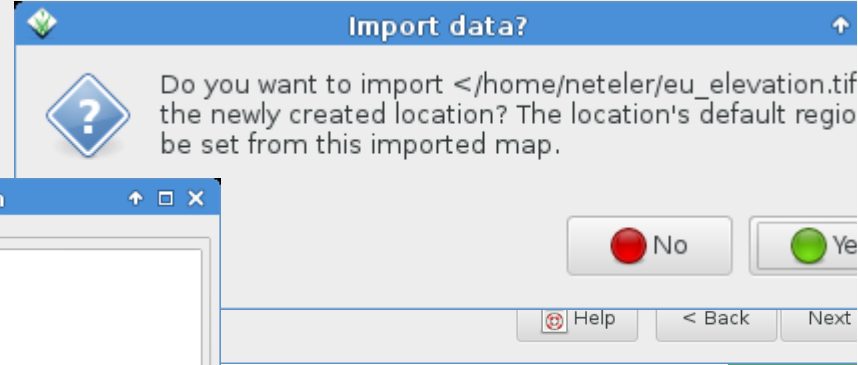 Import data?
Do you want to import </home/neteler/eu_elevation.tif
the newly created location? The location's default regio
be set from this imported map.
n
No
Ye
Help
< Back
Next